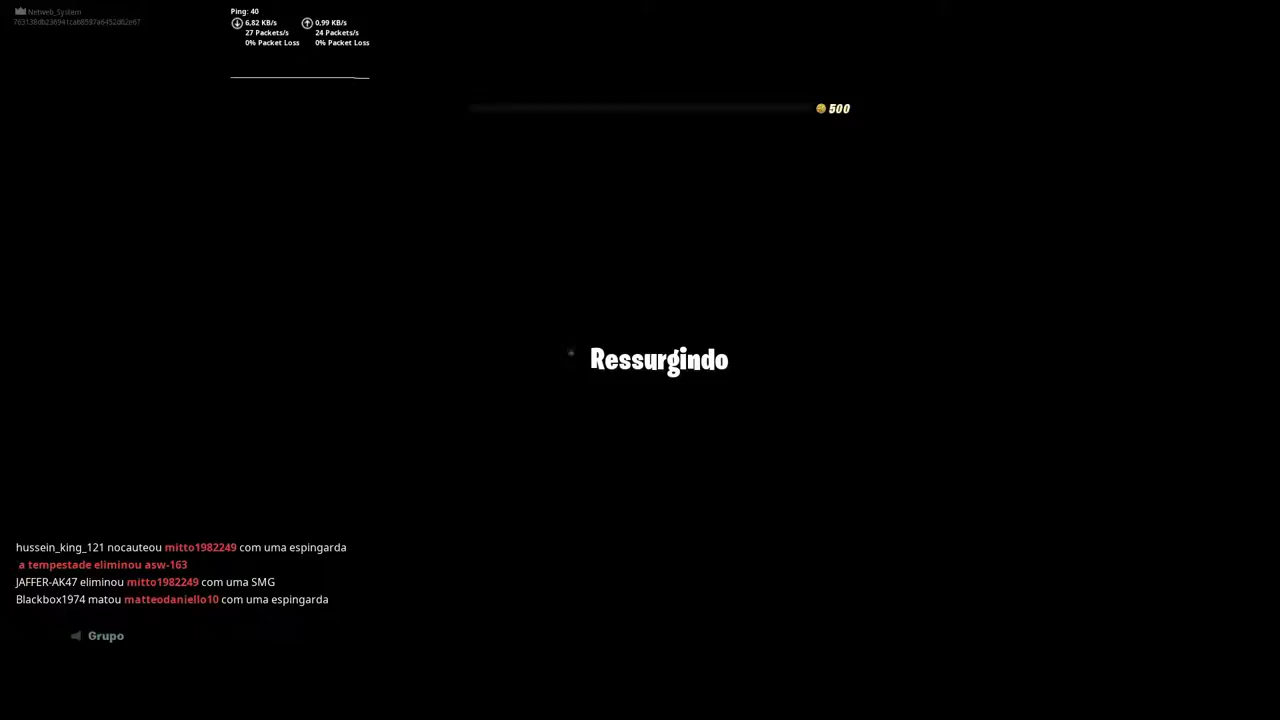 Netweb_System
Ping: 40
6,82 KB/s
0,99 KB/s
27 Packets/s
24 Packets/s
0% Packet Loss
0% Packet Loss
500
Ressurgindo
hussein_king_121 nocauteou mitto1982249 com uma espingarda
a tempestade eliminou asw-163
JAFFER-AK47 eliminou mitto1982249 com uma SMG
Blackbox1974 matou matteodaniello10 com uma espingarda
Grupo